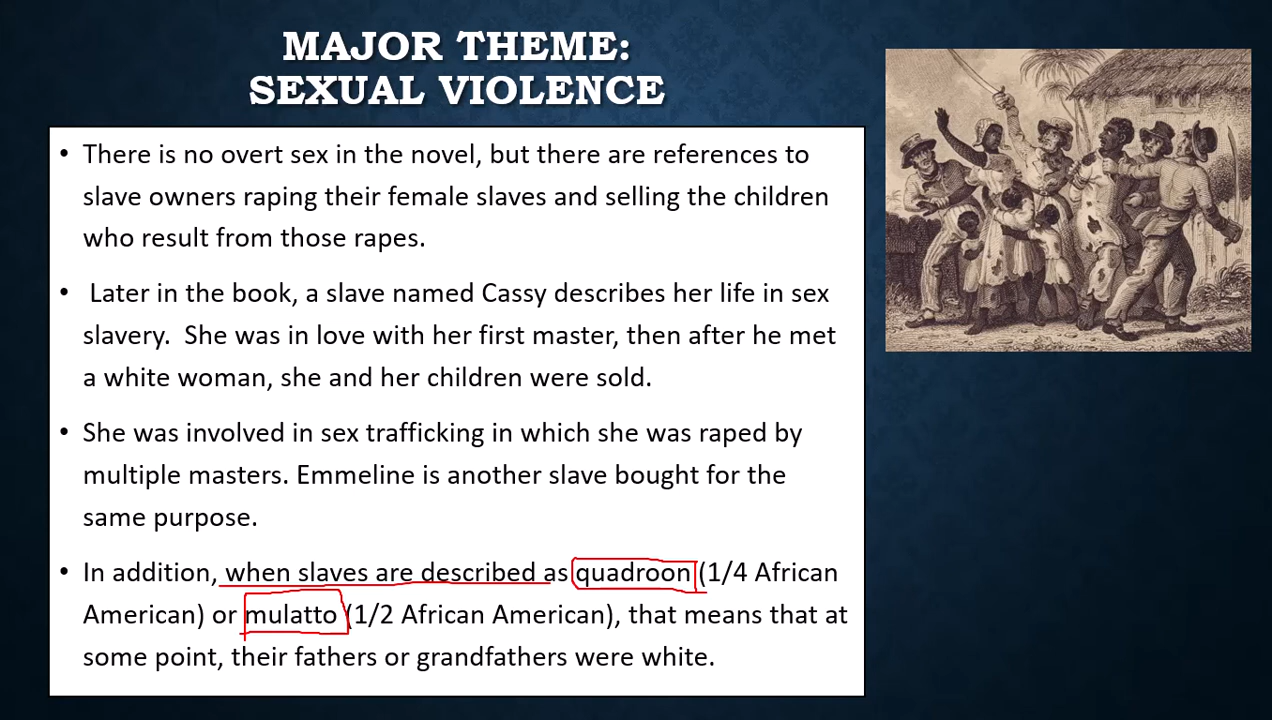 MAJOR THEME:
SEXUAL VIOLENCE
• There is no overt sex in the novel, but there are references to
slave owners raping their female slaves and selling the children
who result from those rapes.
• Later in the book, a slave named Cassy describes her life in sex
slavery. She was in love with her first master, then after he met
a white woman, she and her children were sold.
• She was involved in sex trafficking in which she was raped by
multiple masters. Emmeline is another slave bought for the
same purpose.
• In addition, when slaves are described as quadroon (1/4 African
American) or mulatto (1/2 African American), that means that at
some point, their fathers or grandfathers were white.